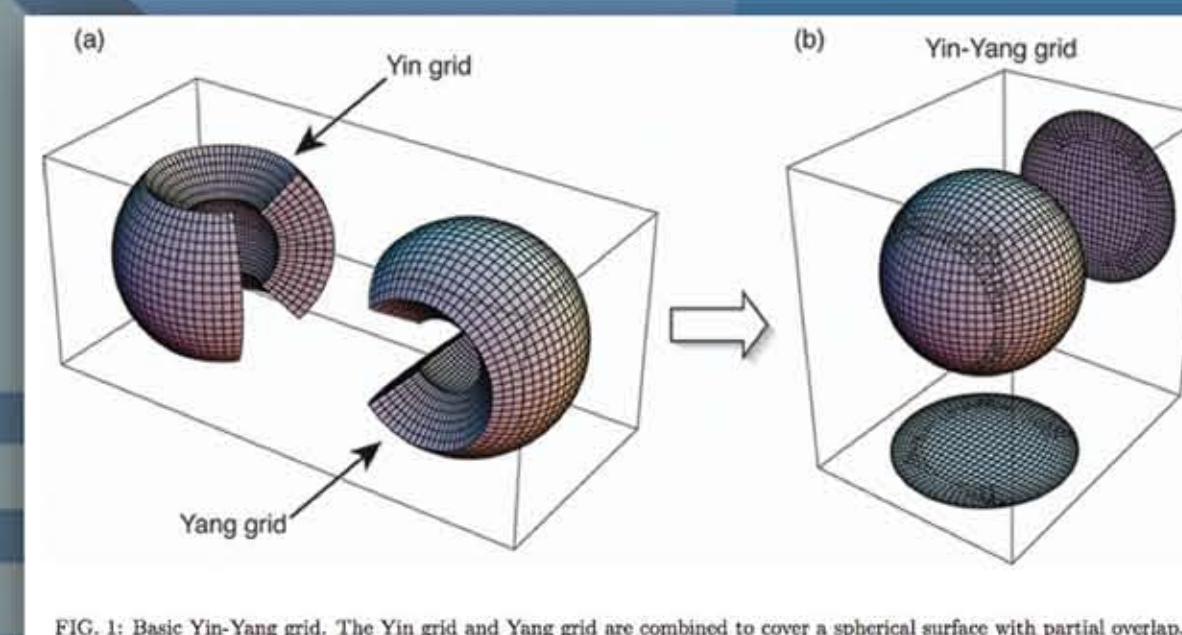 (a)
Yin grid
Yang grid
(b)
Yin-Yang grid
FIG. 1: Basic Yin-Yang grid. The Yin grid and Yang grid are combined to cover a spherical surface with partial overlap.